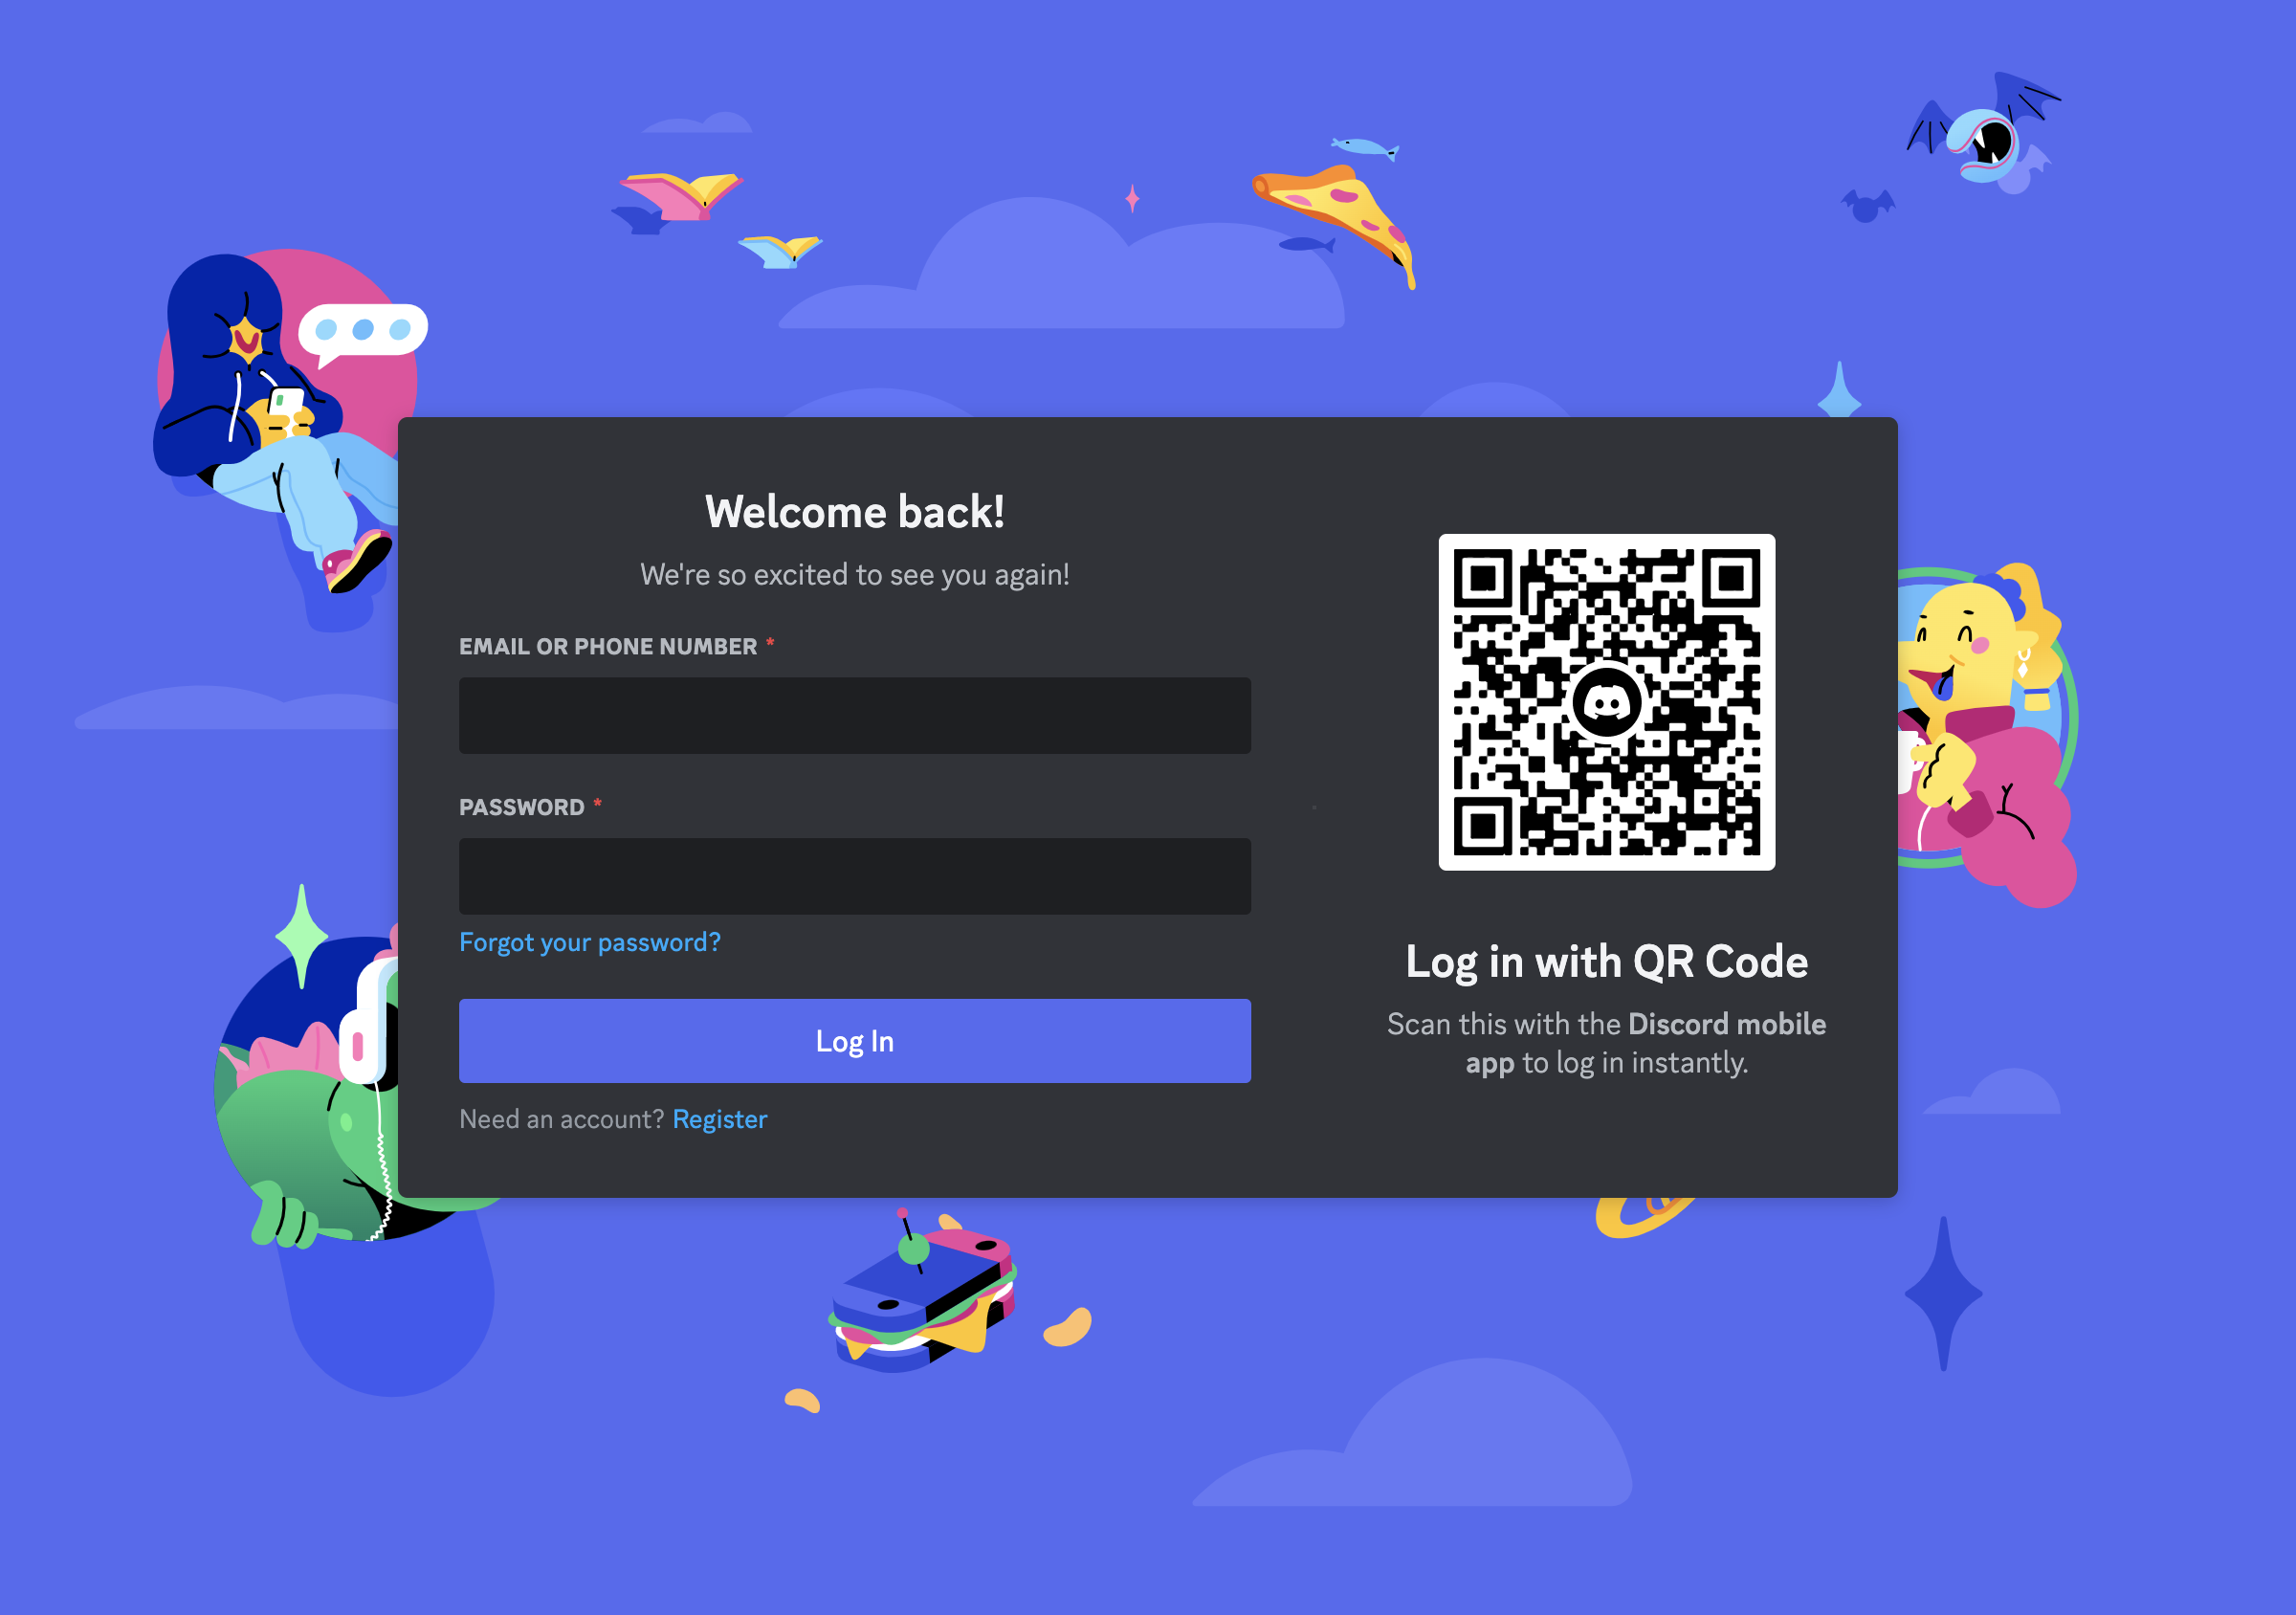 Welcome back!
We're so excited to see you again!
EMAIL OR PHONE NUMBER *
PASSWORD *
Forgot your password?
Log In
Need an account? Register
Log in with QR Code
Scan this with the Discord mobile
app to log in instantly.